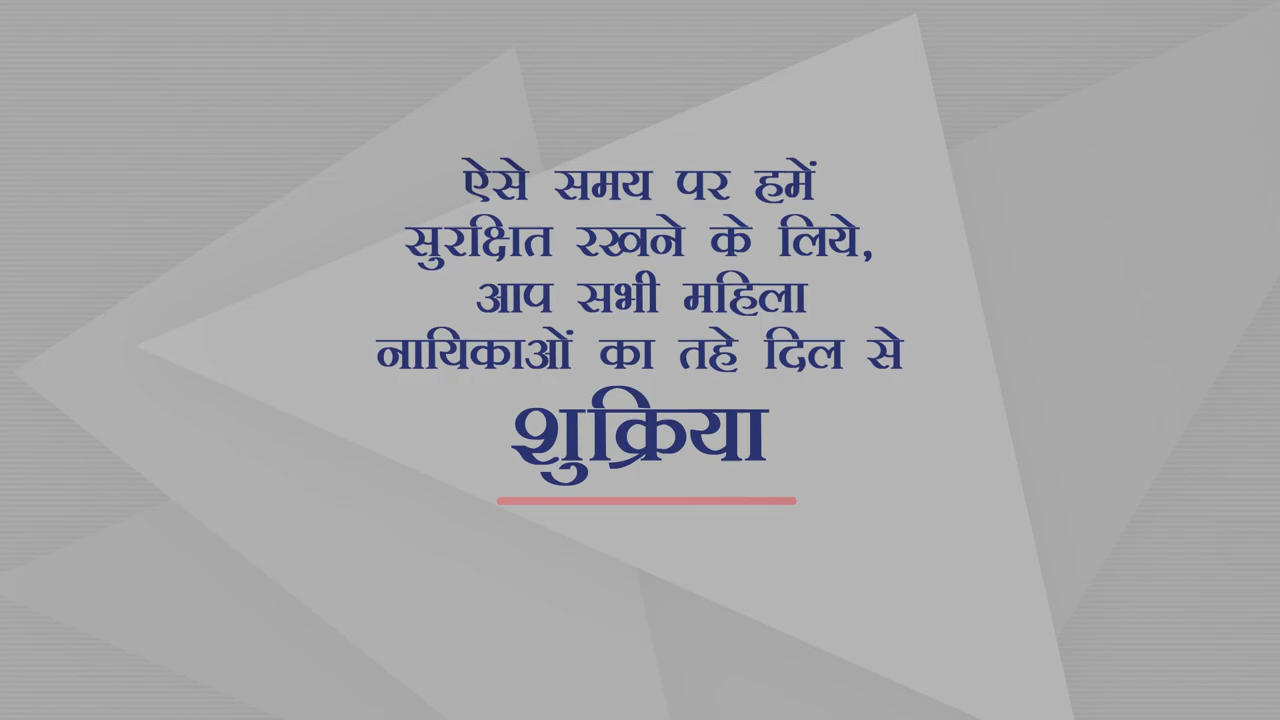 ऐसे समय पर हमें
सुरक्षित रखने के लिये,
आप सभी महिला
नायिकाओं का तहे दिल से
शुक्रिया